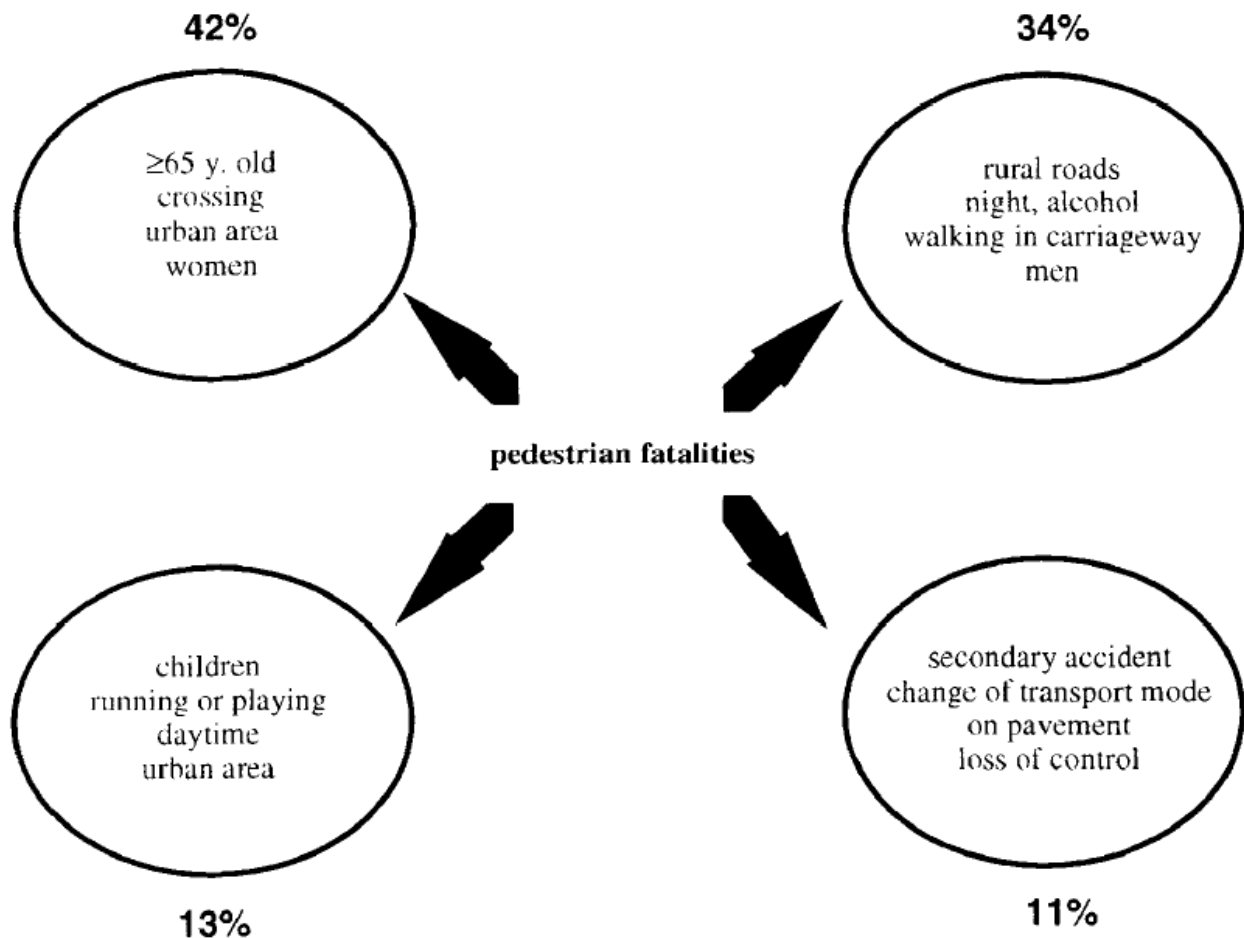 42%
≥65 y. old
crossing
urban area
women
34%
rural roads
night, alcohol
walking in carriageway
men
pedestrian fatalities
children
running or playing
daytime
urban area
13%
secondary accident
change of transport mode
on pavement
loss of control
11%